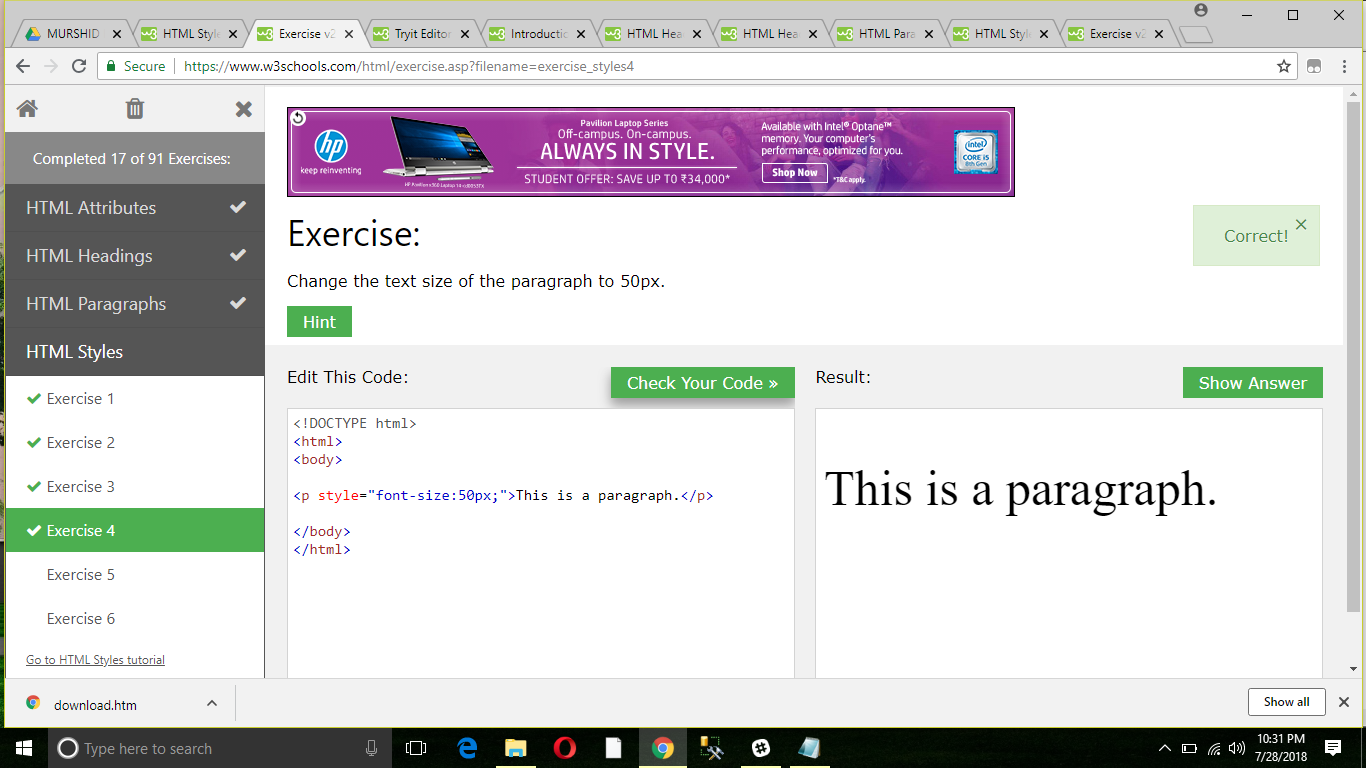 MURSHID
HTML Style
Exercise v2
Tryit Editor
Introductio
HTML Hea
HTML Hea
HTML Para
HTML Style
Exercise v2
Secure
https://www.w3schools.com/html/exercise.asp?filename=exercise_styles4
Completed 17 of 91 Exercises:
HTML Attributes
HTML Headings
HTML Paragraphs
HTML Styles
Exercise 1
Exercise 2
Exercise 3
Exercise 4
Exercise 5
Exercise 6
Go to HTML Styles tutorial
hp
keep reinventing
Pavilion Laptop Series
Off-campus. On-campus.
ALWAYS IN STYLE.
STUDENT OFFER: SAVE UP TO ₹34,000*
Available with Intel® Optane™
memory. Your computer's
performance, optimized for you.
Shop Now
*T&C apply.
intel
CORE i5
8th Gen
Exercise:
Correct!
Change the text size of the paragraph to 50px.
Hint
Edit This Code:
Check Your Code »
<!DOCTYPE html>
<html>
<body>
<p style="font-size:50px;">This is a paragraph.</p>
</body>
</html>
Result:
Show Answer
This is a paragraph.
download.htm
Show all
Type here to search
10:31 PM
7/28/2018